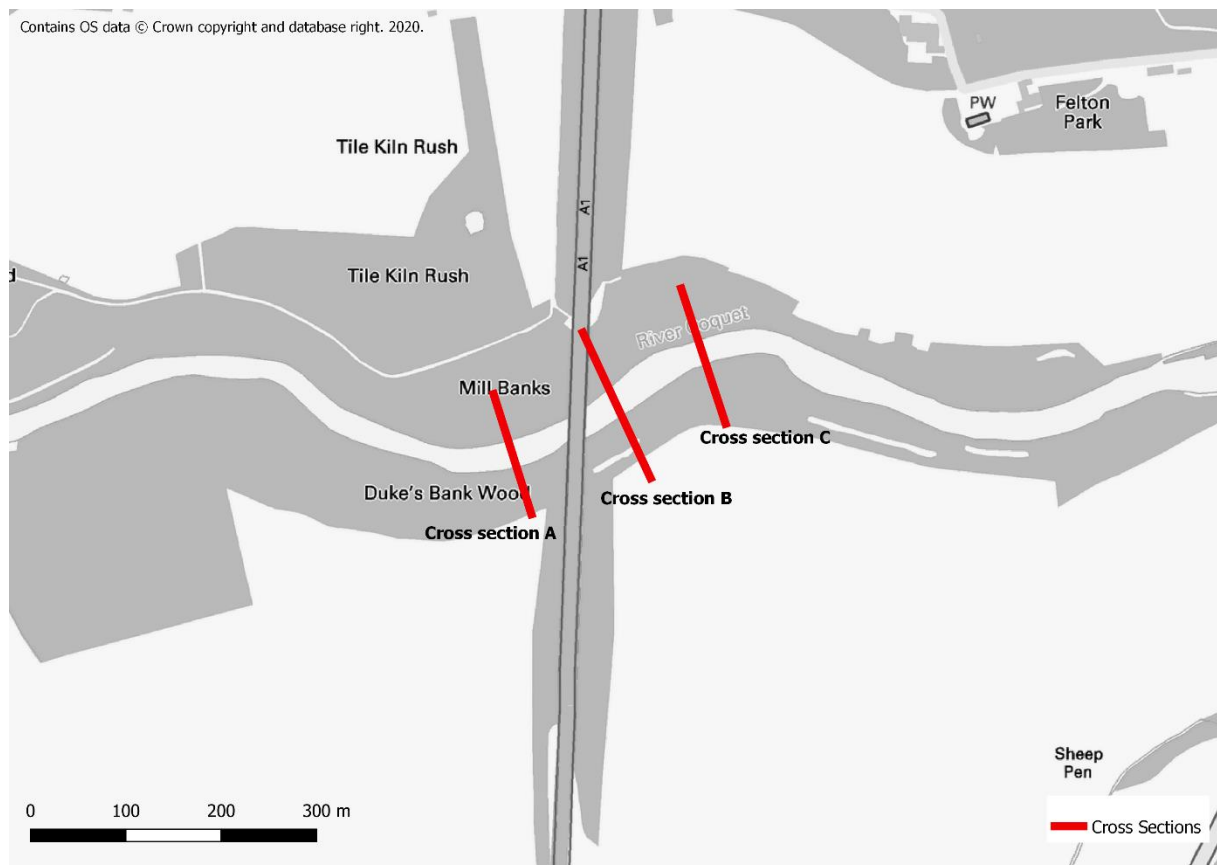 Contains OS data © Crown copyright and database right. 2020.
PW
Felton
Park
Tile Kiln Rush
A1
A1
Tile Kiln Rush
d
River Coquet
Mill Banks
Cross section C
Duke's Bank Wood
Cross section B
Cross section A
Sheep
Pen
0 100 200 300 m
Cross Sections